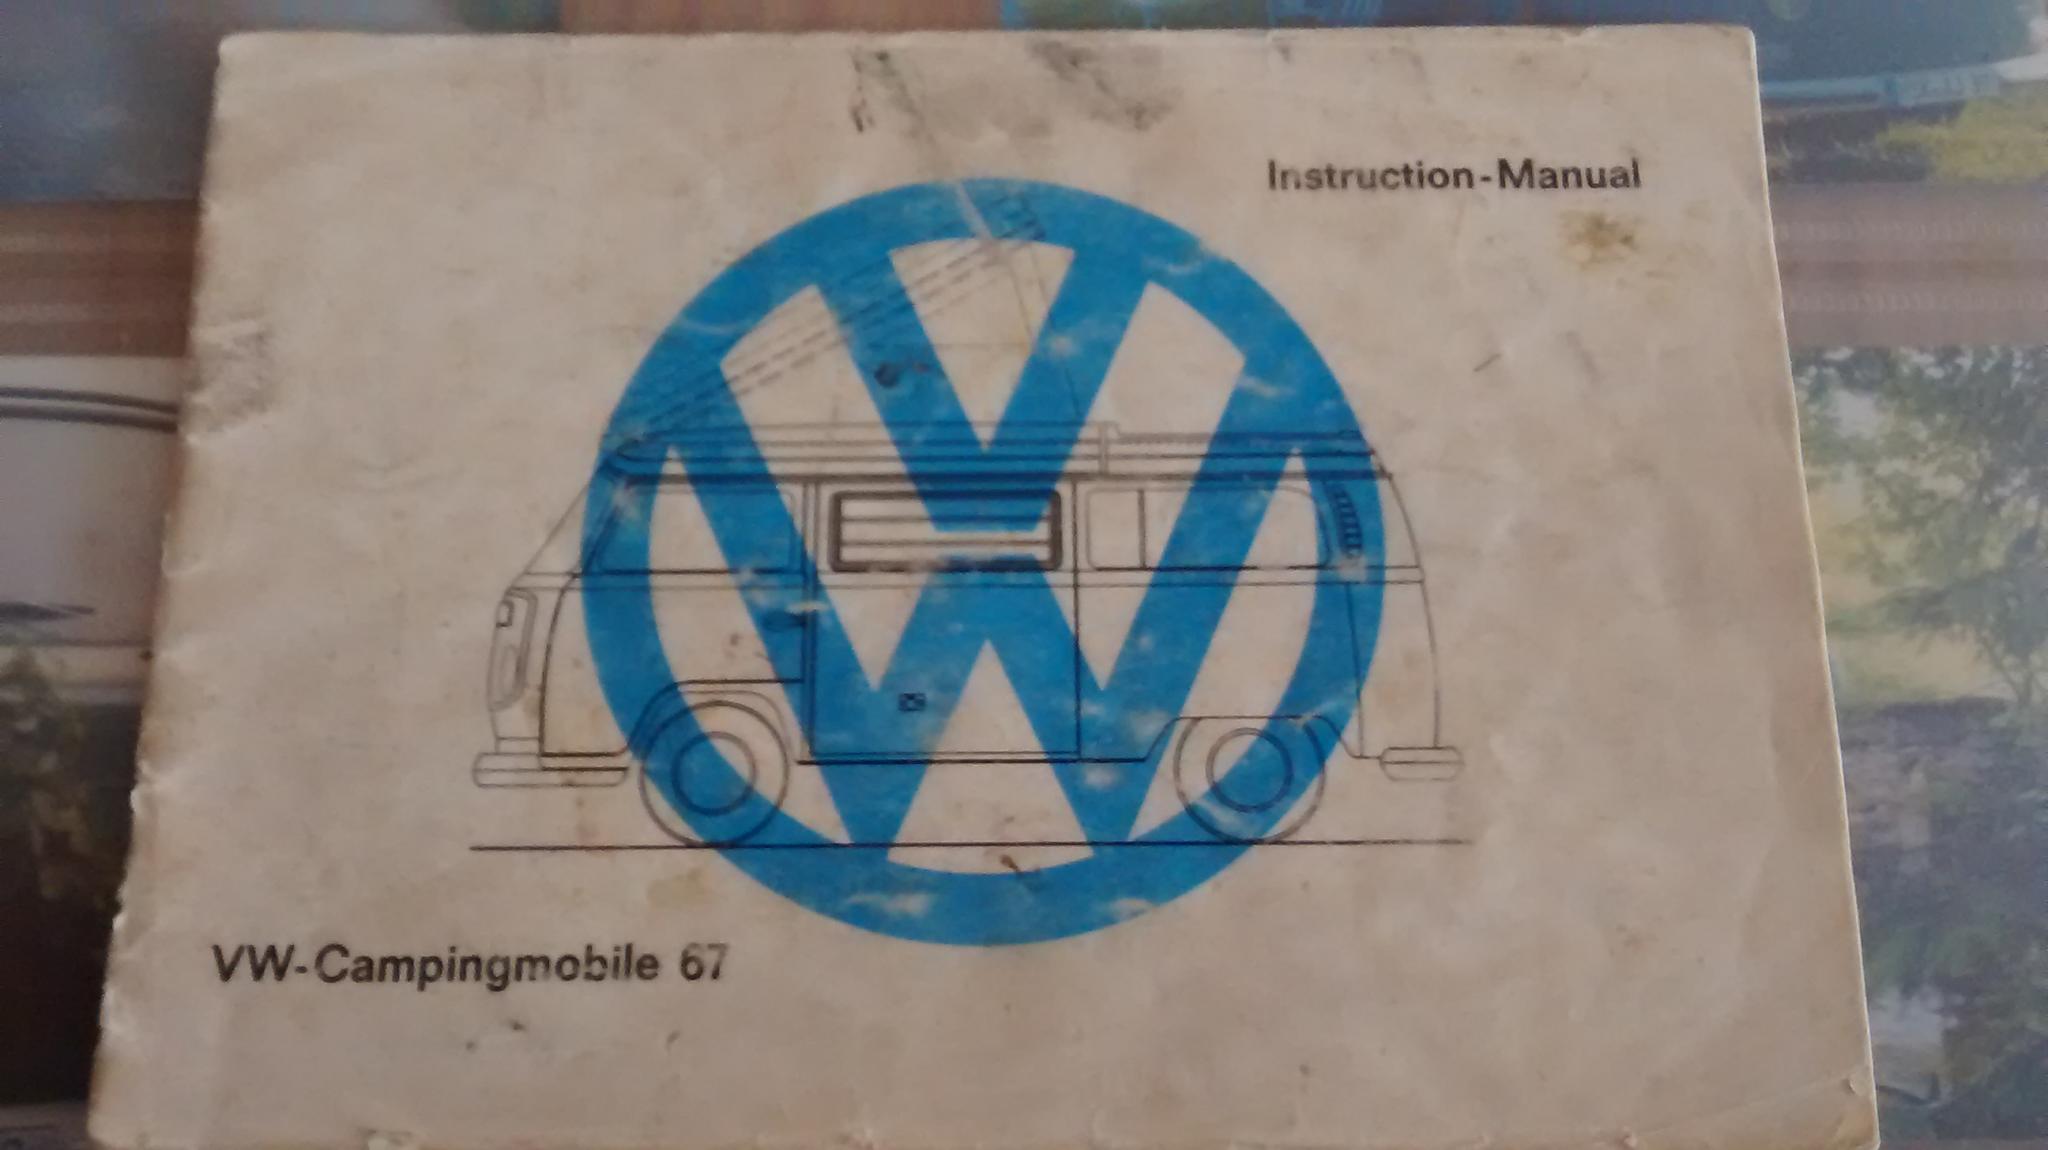 Instruction-Manual
VW
VW-Campingmobile 67